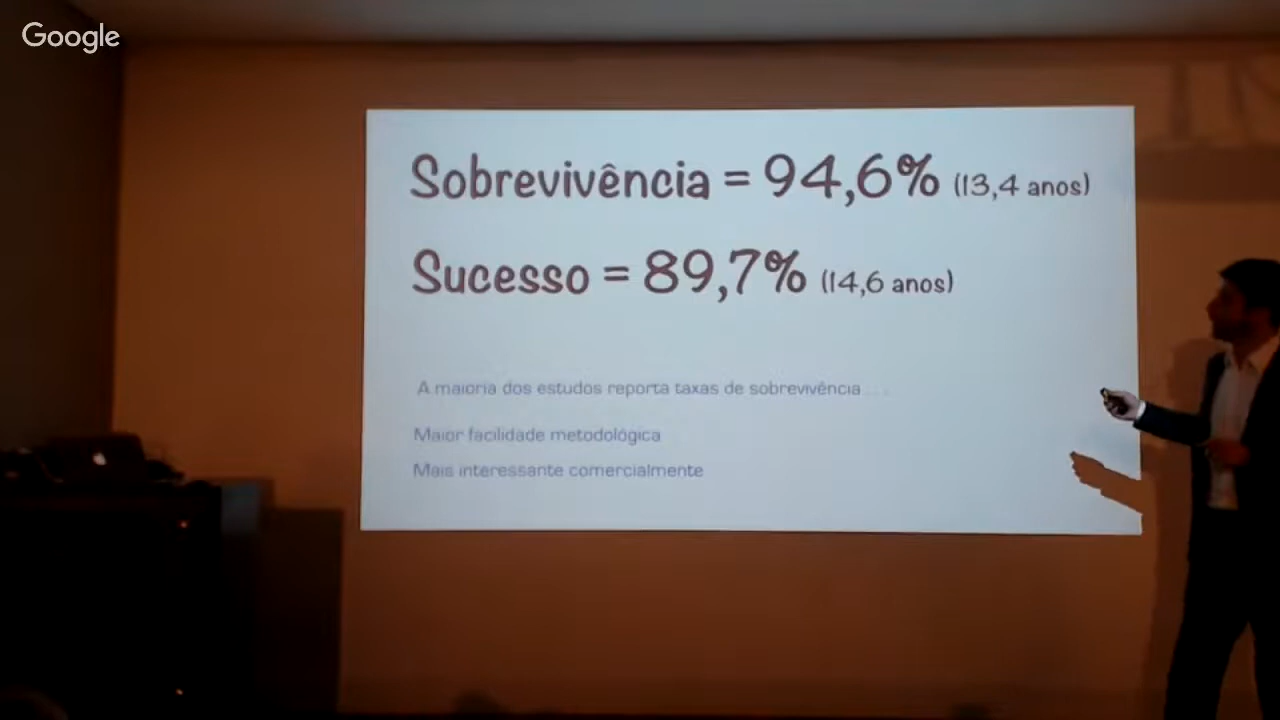 Google
Sobrevivência = 94,6% (13,4 anos)
Sucesso = 89,7% (14,6 anos)
A maioria dos estudos reporta taxas de sobrevivência . . .
Maior facilidade metodológica
Mais interessante comercialmente